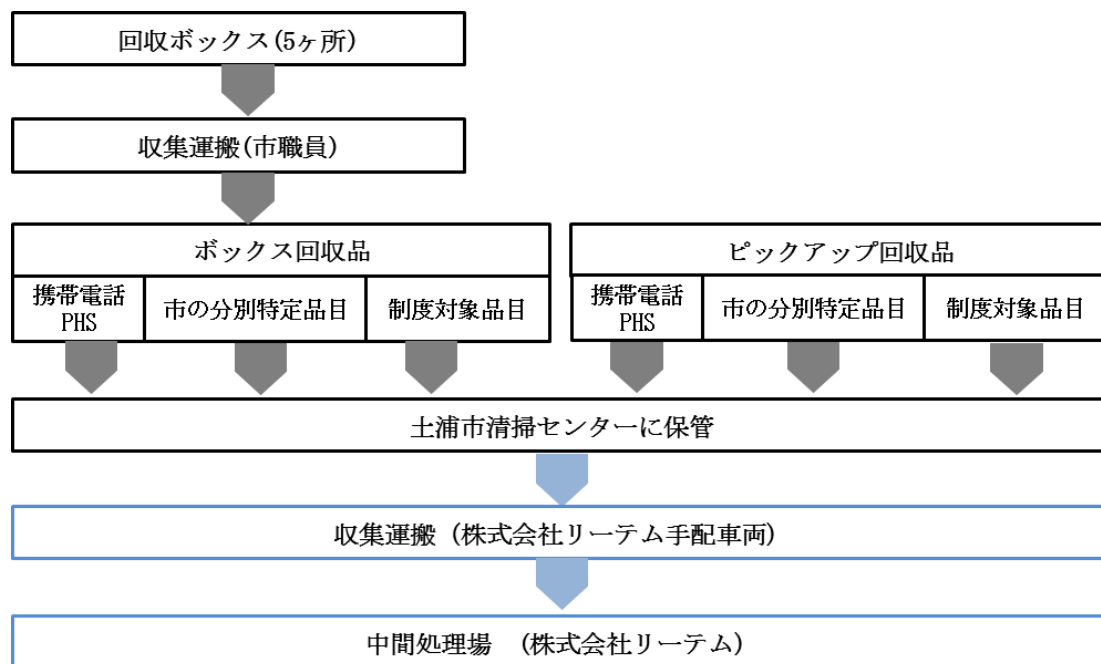 回収ボックス(5ヶ所)
収集運搬(市職員)
ボックス回収品
携帯電話
PHS
市の分別特定品目
制度対象品目
ピックアップ回収品
携帯電話
PHS
市の分別特定品目
制度対象品目
土浦市清掃センターに保管
収集運搬 (株式会社リーテム手配車両)
中間処理場 (株式会社リーテム)